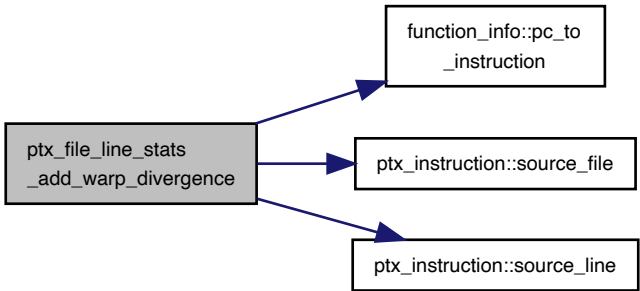 function_info::pc_to
_instruction
ptx_file_line_stats
_add_warp_divergence
ptx_instruction::source_file
ptx_instruction::source_line